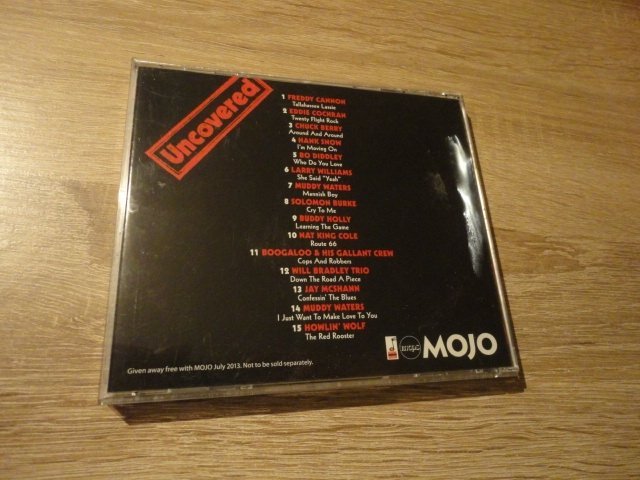 Uncovered
1 FREDDY CANNON
Tallahassee Lassie
2 EDDIE COCHRAN
Twenty Flight Rock
3 CHUCK BERRY
Around And Around
4 HANK SNOW
I'm Moving On
5 BO DIDDLEY
Who Do You Love
6 LARRY WILLIAMS
She Said "Yeah"
7 MUDDY WATERS
Mannish Boy
8 SOLOMON BURKE
Cry To Me
9 BUDDY HOLLY
Learning The Game
10 NAT KING COLE
Route 66
11 BOOGALOO & HIS GALLANT CREW
Cops And Robbers
12 WILL BRADLEY TRIO
Down The Road A Piece
13 JAY MCSHANN
Confessin' The Blues
14 MUDDY WATERS
I Just Want To Make Love To You
15 HOWLIN' WOLF
The Red Rooster
mcps
MOJO
Given away free with MOJO July 2013. Not to be sold separately.